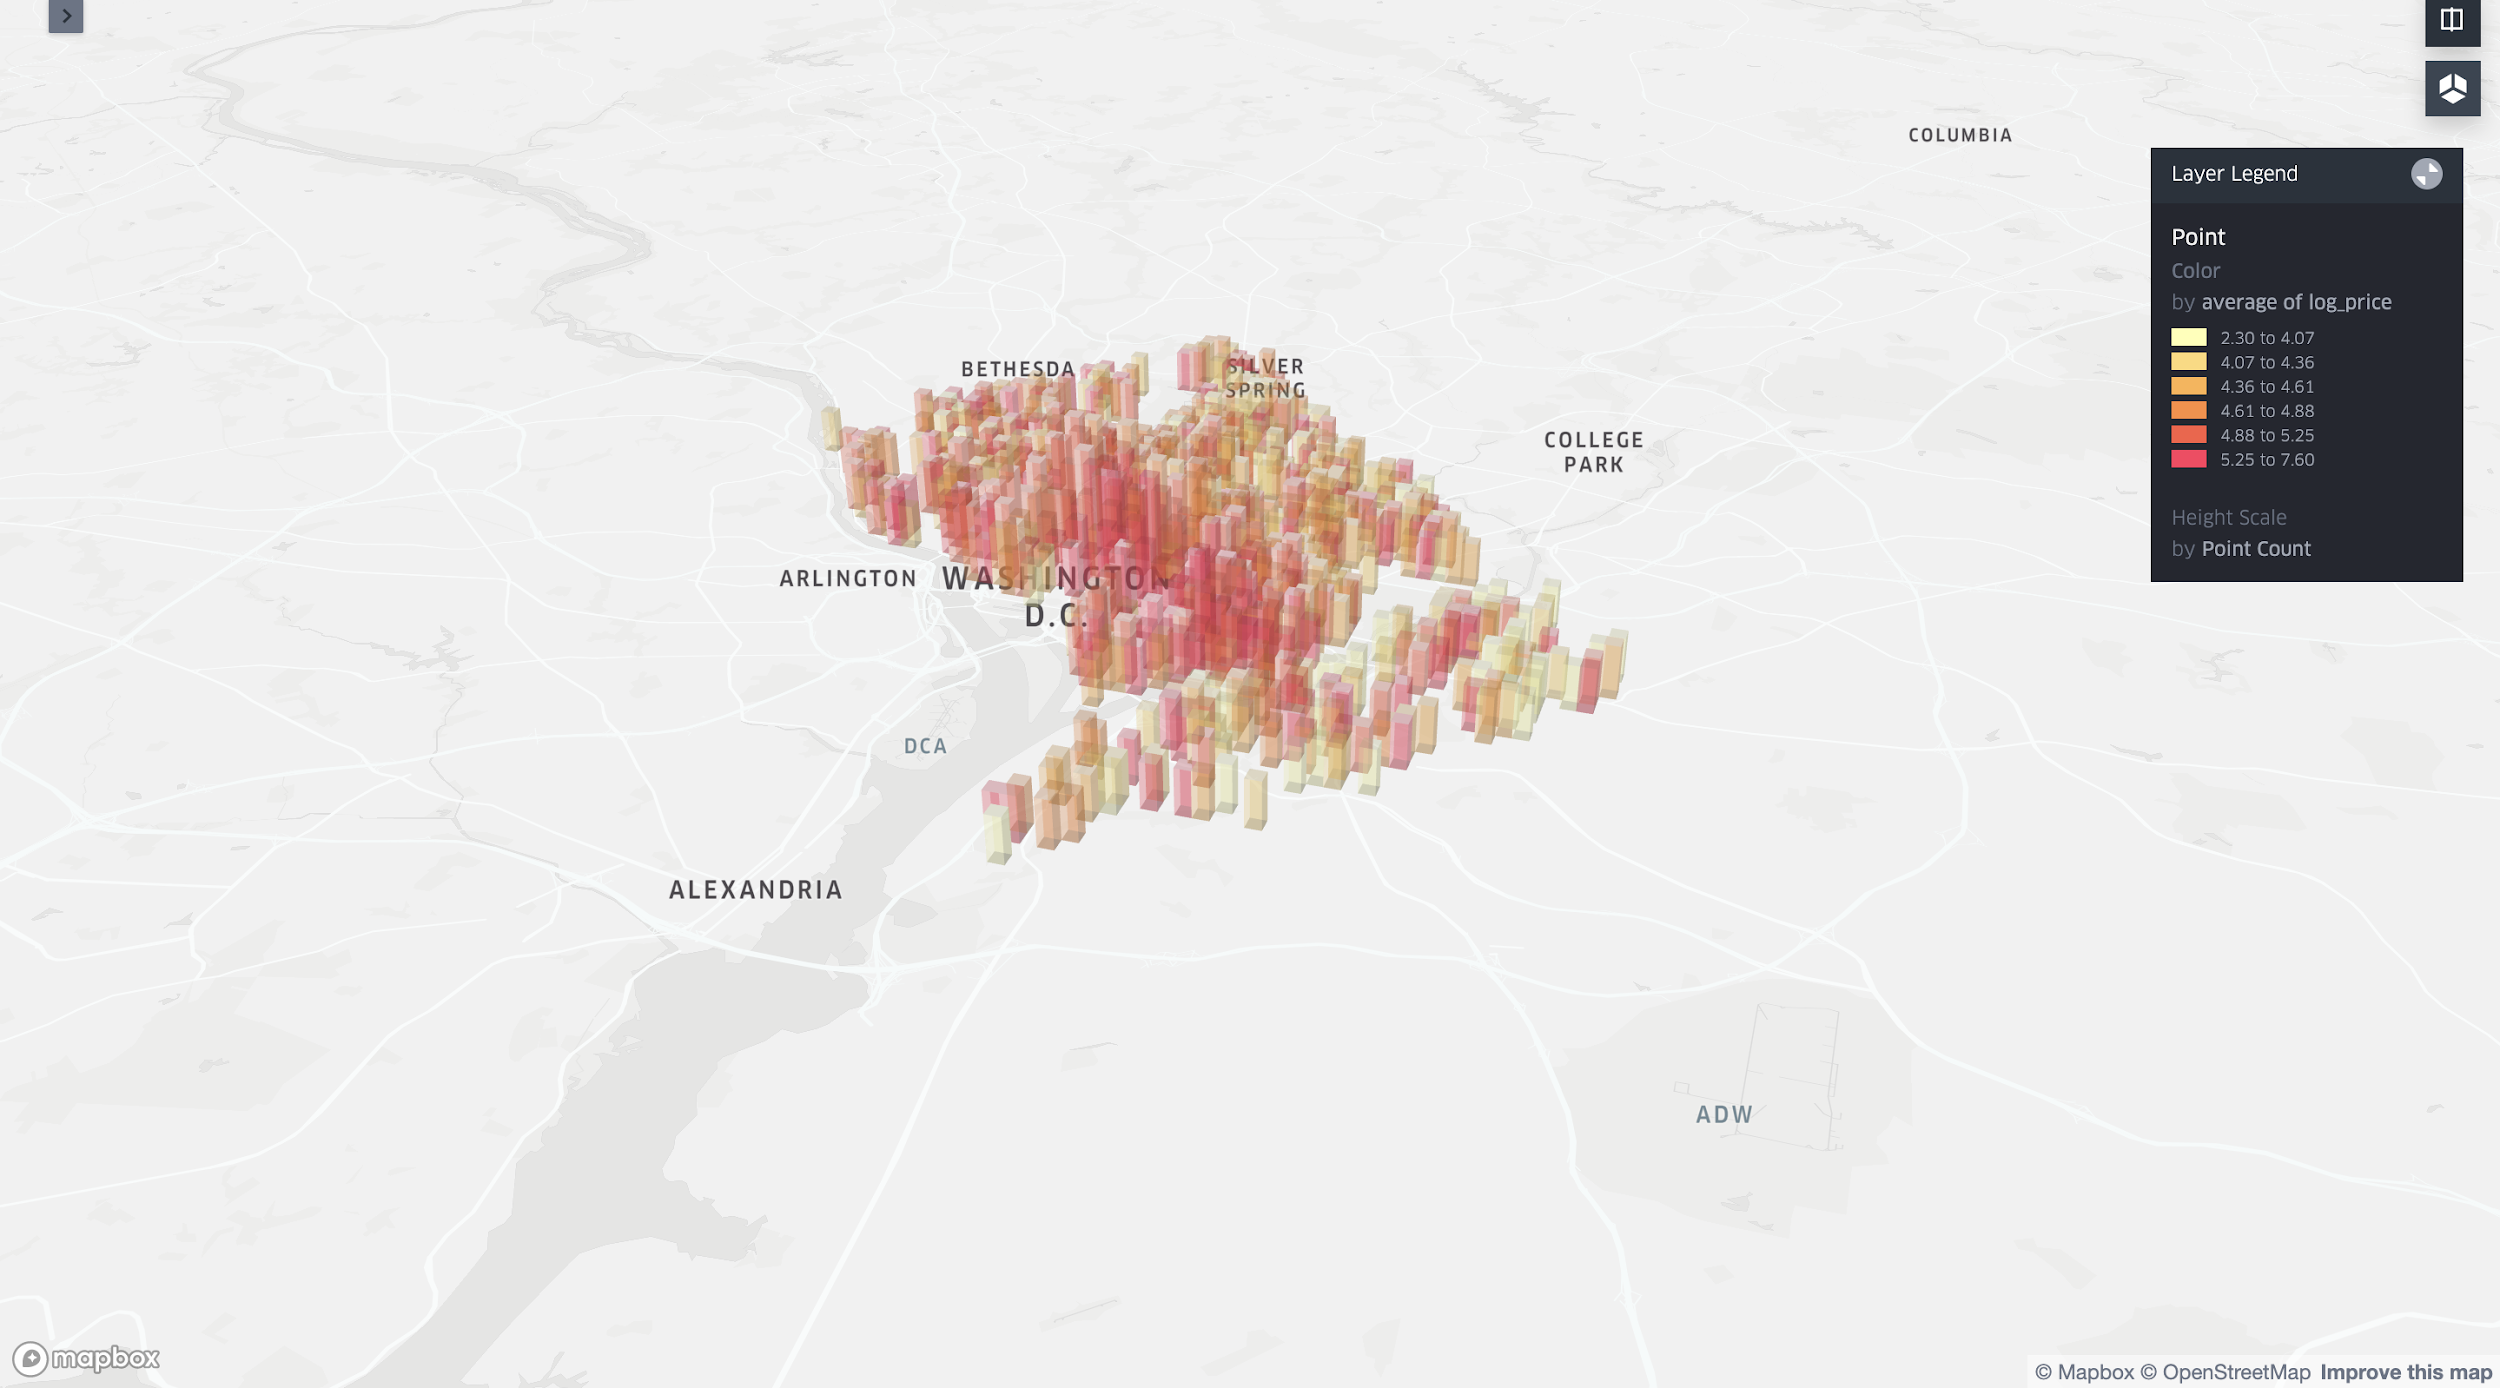 COLUMBIA
Layer Legend
Point
Color
by average of log_price
2.30 to 4.07
4.07 to 4.36
4.36 to 4.61
4.61 to 4.88
4.88 to 5.25
5.25 to 7.60
Height Scale
by Point Count
BETHESDA
SILVER
SPRING
COLLEGE
PARK
ARLINGTON
WASHINGTON
D.C.
DCA
ALEXANDRIA
ADW
mapbox
© Mapbox © OpenStreetMap Improve this map